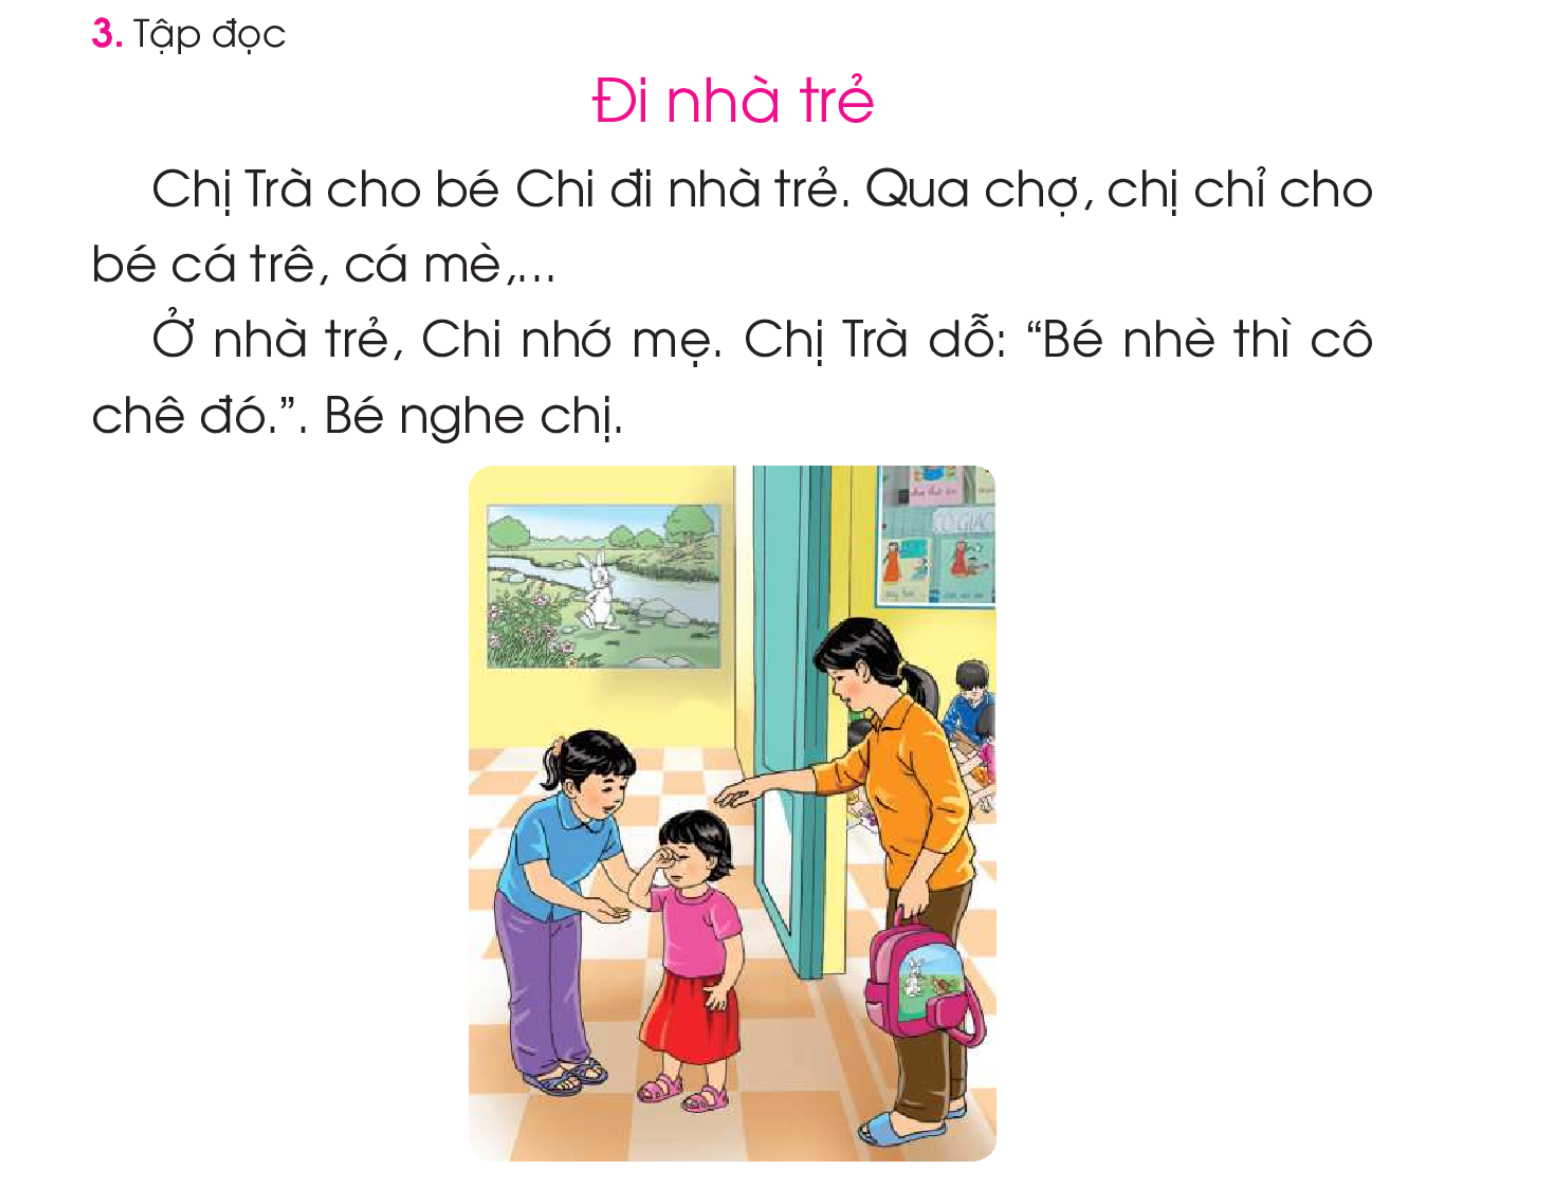 3. Tập đọc
Đi nhà trẻ
Chị Trà cho bé Chi đi nhà trẻ. Qua chợ, chị chỉ cho
bé cá trê, cá mè,...
Ở nhà trẻ, Chi nhớ mẹ. Chị Trà dỗ: “Bé nhè thì cô
chê đó.”. Bé nghe chị.
CÔ GIÁO